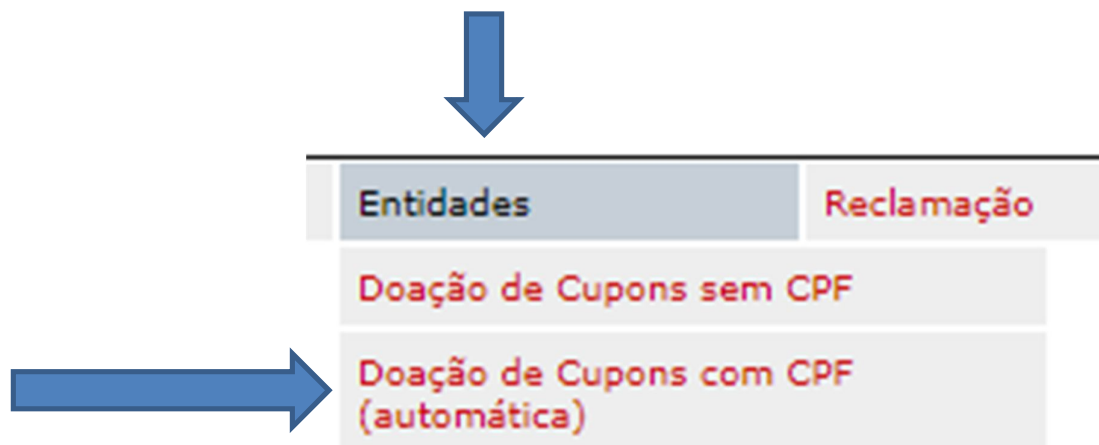 Entidades
Reclamação
Doação de Cupons sem CPF
Doação de Cupons com CPF
(automática)